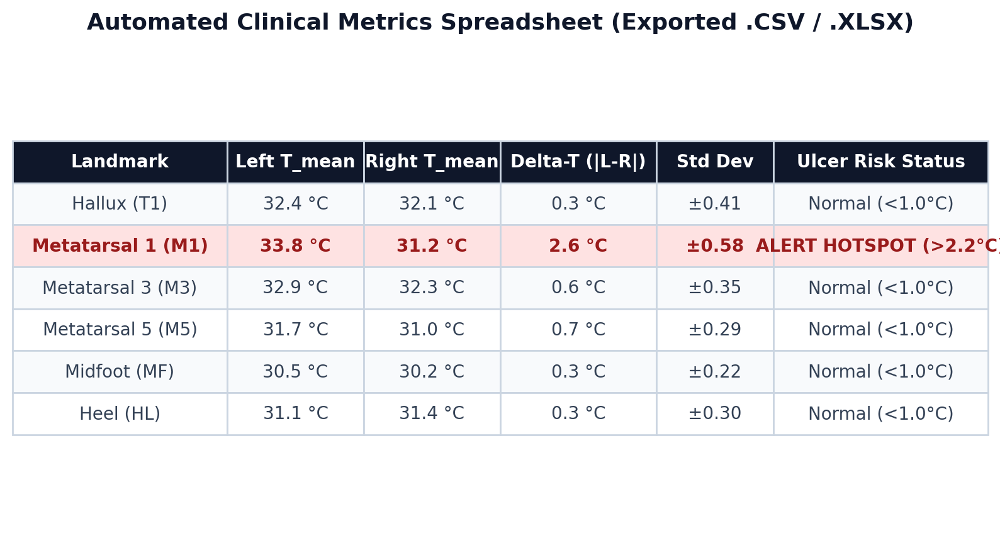 Automated Clinical Metrics Spreadsheet (Exported .CSV / .XLSX)
Landmark Left T_mean Right T_mean Delta-T (|L-R|) Std Dev Ulcer Risk Status
Hallux (T1) 32.4 °C 32.1 °C 0.3 °C ±0.41 Normal (<1.0°C)
Metatarsal 1 (M1) 33.8 °C 31.2 °C 2.6 °C ±0.58 ALERT HOTSPOT (>2.2°C)
Metatarsal 3 (M3) 32.9 °C 32.3 °C 0.6 °C ±0.35 Normal (<1.0°C)
Metatarsal 5 (M5) 31.7 °C 31.0 °C 0.7 °C ±0.29 Normal (<1.0°C)
Midfoot (MF) 30.5 °C 30.2 °C 0.3 °C ±0.22 Normal (<1.0°C)
Heel (HL) 31.1 °C 31.4 °C 0.3 °C ±0.30 Normal (<1.0°C)